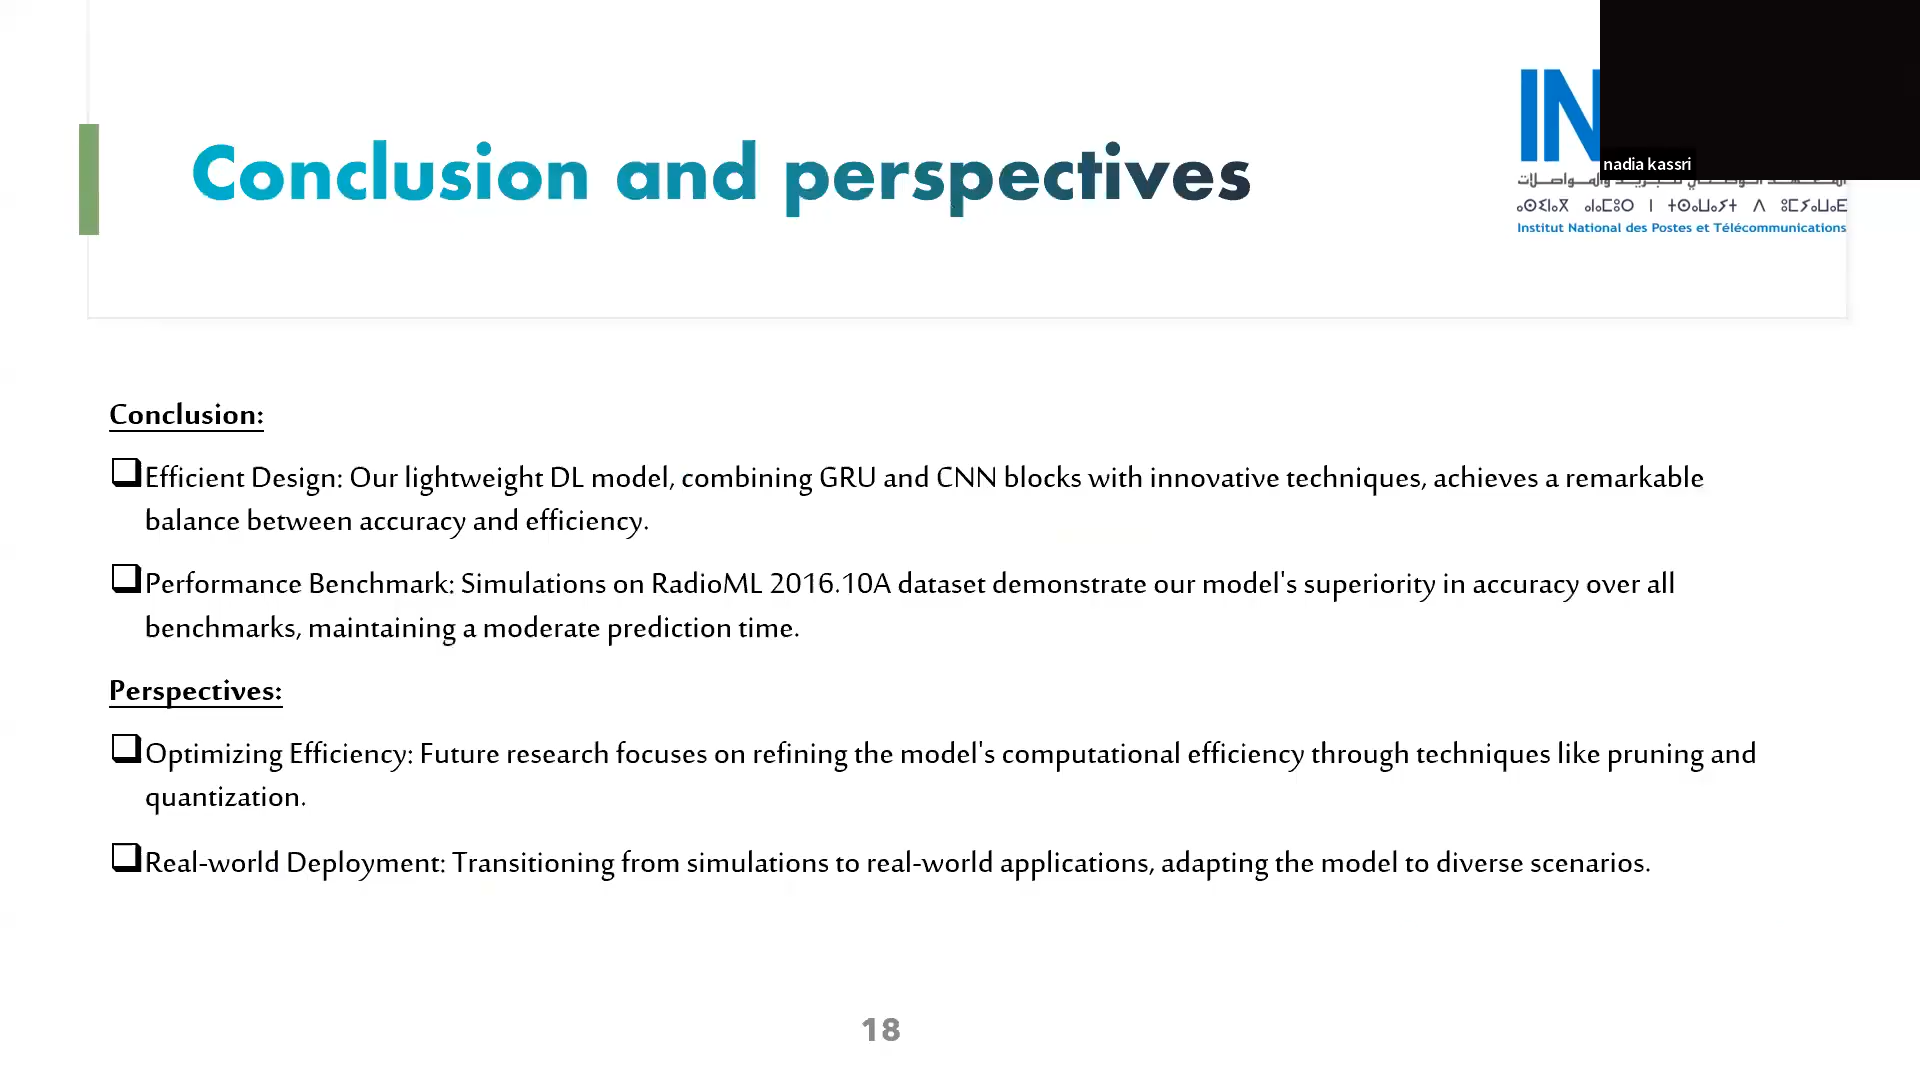 Conclusion and perspectives
IN
nadia kassri
ⴰⵙⵉⵏⴰⴳ ⴰⵏⴰⵎⵓⵔ ⵏ ⵜⵙⴰⵡⴰⵢⵜ ⴷ ⵓⵎⵢⴰⵡⴰⴹ
Institut National des Postes et Télécommunications
Conclusion:
❑Efficient Design: Our lightweight DL model, combining GRU and CNN blocks with innovative techniques, achieves a remarkable
balance between accuracy and efficiency.
❑Performance Benchmark: Simulations on RadioML 2016.10A dataset demonstrate our model's superiority in accuracy over all
benchmarks, maintaining a moderate prediction time.
Perspectives:
❑Optimizing Efficiency: Future research focuses on refining the model's computational efficiency through techniques like pruning and
quantization.
❑Real-world Deployment: Transitioning from simulations to real-world applications, adapting the model to diverse scenarios.
18